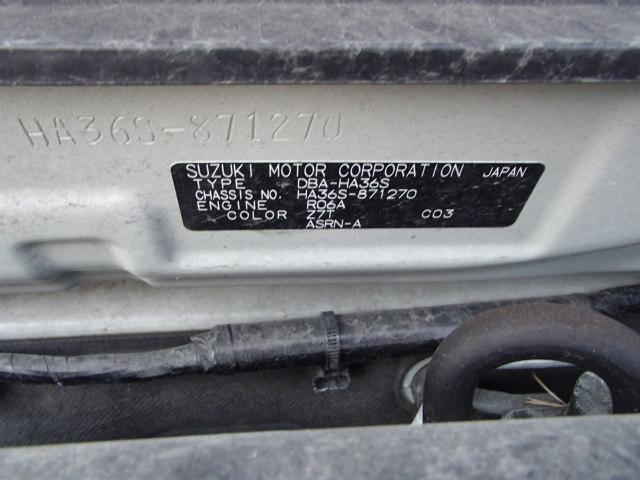 HA36S-871270
SUZUKI MOTOR CORPORATION JAPAN
TYPE DBA-HA36S
CHASSIS NO. HA36S-871270
ENGINE R06A
COLOR Z7T C03
ASRN-A